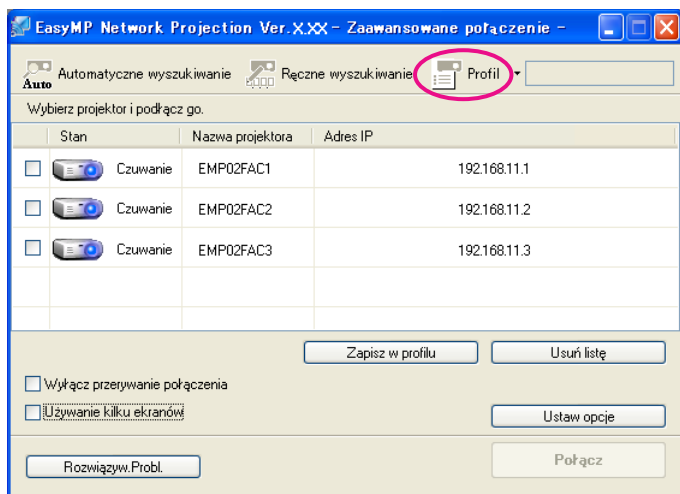 EasyMP Network Projection Ver.X.XX - Zaawansowane połączenie -
Auto Automatyczne wyszukiwanie Ręczne wyszukiwanie Profil
Wybierz projektor i podłącz go.
Stan Nazwa projektora Adres IP
Czuwanie EMP02FAC1 192.168.11.1
Czuwanie EMP02FAC2 192.168.11.2
Czuwanie EMP02FAC3 192.168.11.3
Zapisz w profilu Usuń listę
Wyłącz przerywanie połączenia
Używanie kilku ekranów
Ustaw opcje
Rozwiązyw.Probl. Połącz